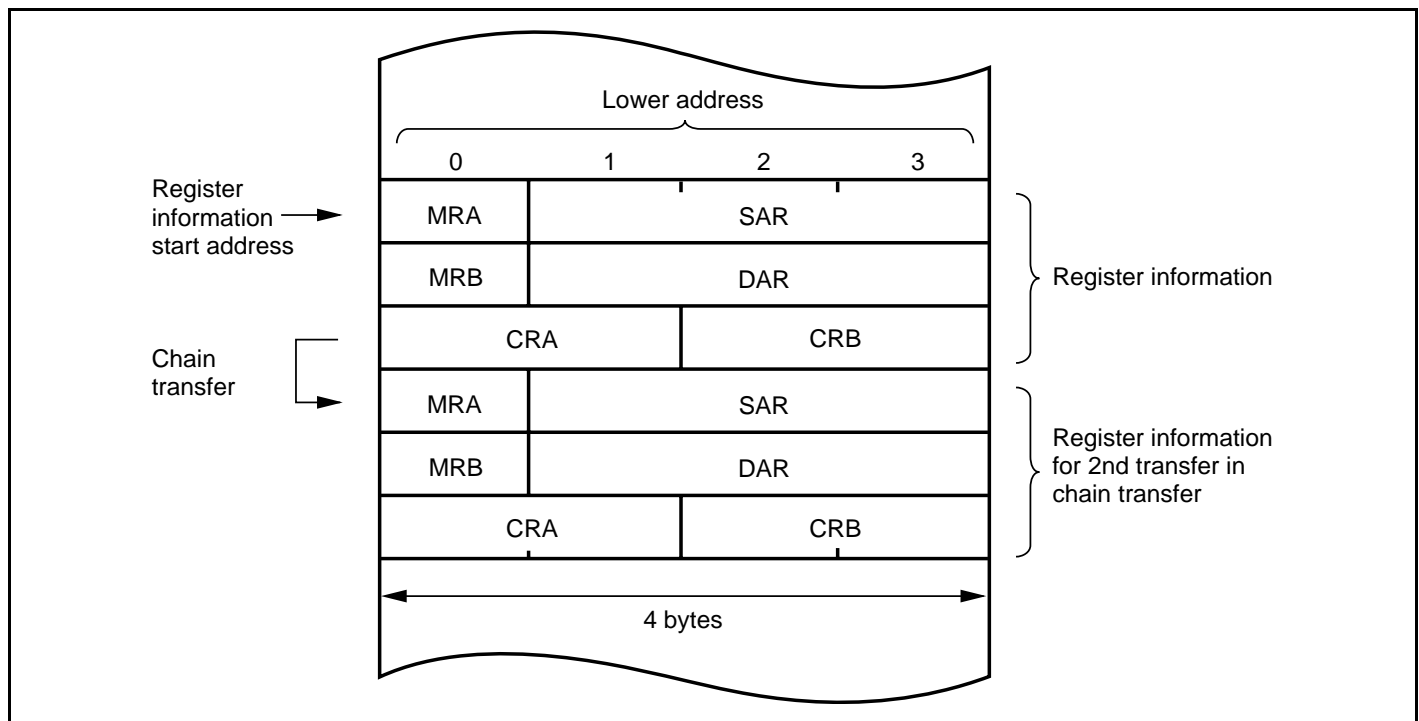 Lower address
0 1 2 3
Register
information
start address
MRA SAR
MRB DAR
Register information
CRA CRB
Chain
transfer
MRA SAR
MRB DAR
Register information
for 2nd transfer in
chain transfer
CRA CRB
4 bytes